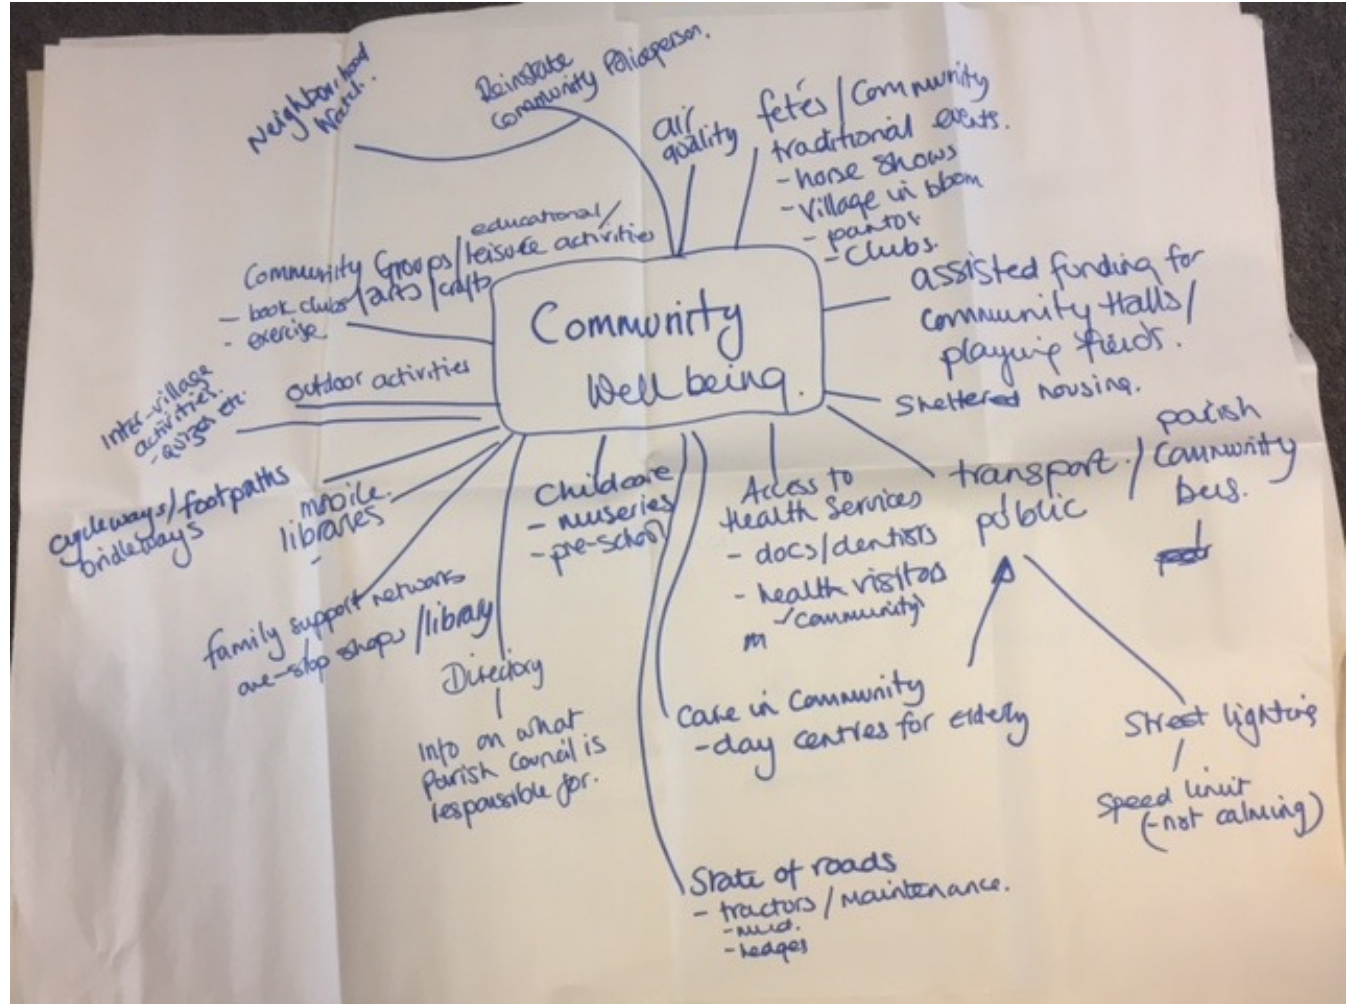 Neighbourhood
Watch.
Reinstate
Community Policeperson.
air
quality
fetés / Community
traditional events.
- horse shows
- Village in bloom
- pantos
- Clubs.
educational/
Community Groups / leisure activities
- book clubs / arts / crafts
- exercise
Community
Well being.
assisted funding for
Community Halls /
playing fields.
Sheltered housing.
outdoor activities
Inter-village
activities.
- quizes etc.
cycleways/footpaths
bridleways
mobile.
libraries
-
family support networks
one-stop shops / library
Directory
Info on what
Parish Council is
responsible for.
Childcare
- nurseries
- pre-school
Access to
Health Services
- docs/dentists
- health visitors
/community
m
transport. /
public
parish
Community
bus.
Care in Community
- day centres for elderly
Street lighting
Speed limit
(- not calming)
State of roads
- tractors / maintenance.
- mud.
- hedges